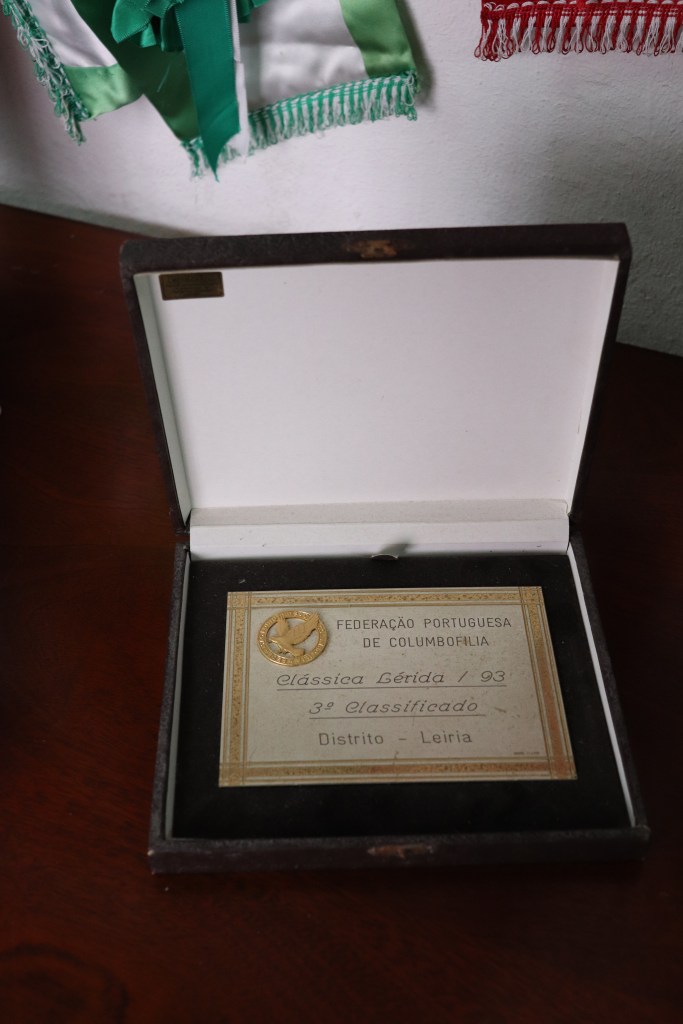 FEDERAÇÃO PORTUGUESA
DE COLUMBOFILIA
Clássica Lérida / 93
3º Classificado
Distrito - Leiria